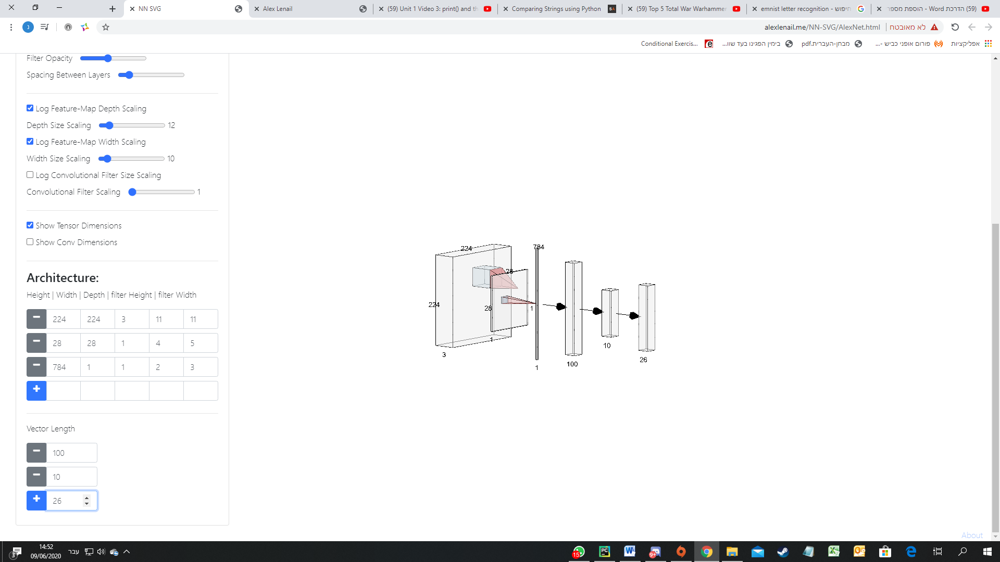 NN SVG
Alex Lenail
(59) Unit 1 Video 3: print() and th
Comparing Strings using Python
(59) Top 5 Total War Warhammer
emnist letter recognition - חיפוש
(59) הדרכת Word - הוספת מספר
alexlenail.me/NN-SVG/AlexNet.html
לא מאובטח
אפליקציות
פורום אופני כביש -...
מבחן-העברית.pdf
בימין הפגינו בעד שוו...
Conditional Exercis...
Filter Opacity
Spacing Between Layers
Log Feature-Map Depth Scaling
Depth Size Scaling 12
Log Feature-Map Width Scaling
Width Size Scaling 10
Log Convolutional Filter Size Scaling
Convolutional Filter Scaling 1
Show Tensor Dimensions
Show Conv Dimensions
Architecture:
Height | Width | Depth | filter Height | filter Width
224 224 3 11 11
28 28 1 4 5
784 1 1 2 3
Vector Length
100
10
26
224
224
3
28
28
1
784
1
1
100
10
26
About
3
14:52
09/06/2020
עבר
15
PC
9+